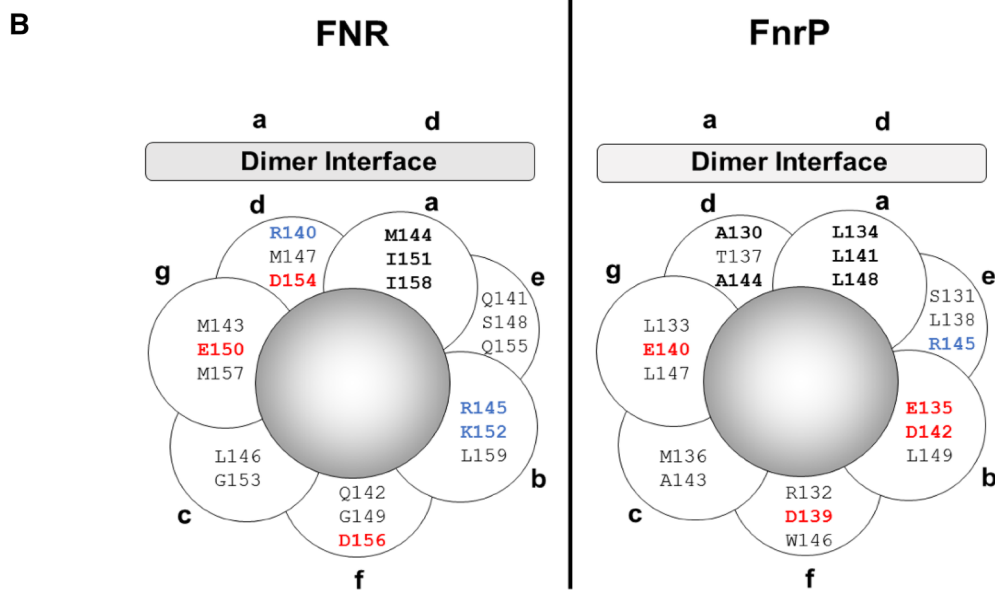 B
FNR
a
d
Dimer Interface
d
R140
M147
D154
a
M144
I151
I158
e
Q141
S148
Q155
g
M143
E150
M157
R145
K152
L159
b
L146
G153
c
Q142
G149
D156
f
FnrP
a
d
Dimer Interface
d
A130
T137
A144
a
L134
L141
L148
e
S131
L138
R145
g
L133
E140
L147
E135
D142
L149
b
M136
A143
c
R132
D139
W146
f